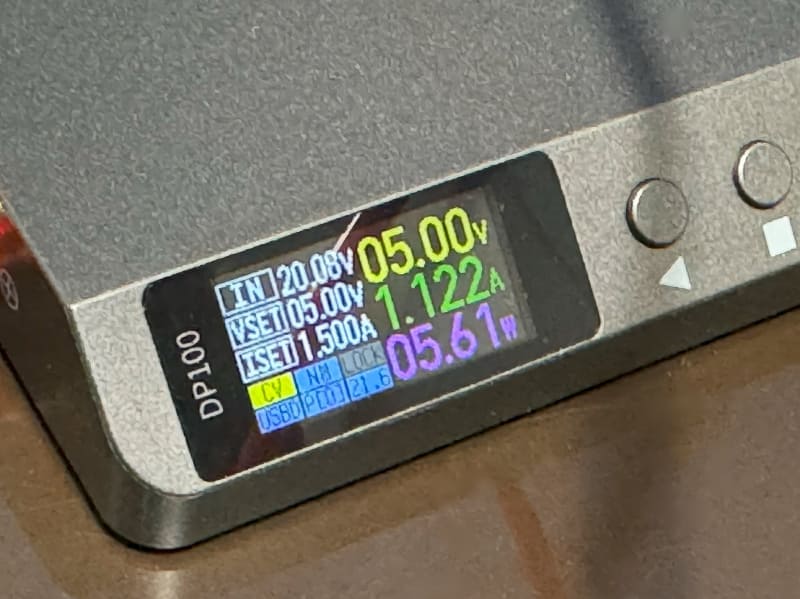 DP100
IN 20.08V
VSET 05.00V
ISET 1.500A
CV NM LOCK
USBD P[0] 21.6
05.00V
1.122A
05.61W